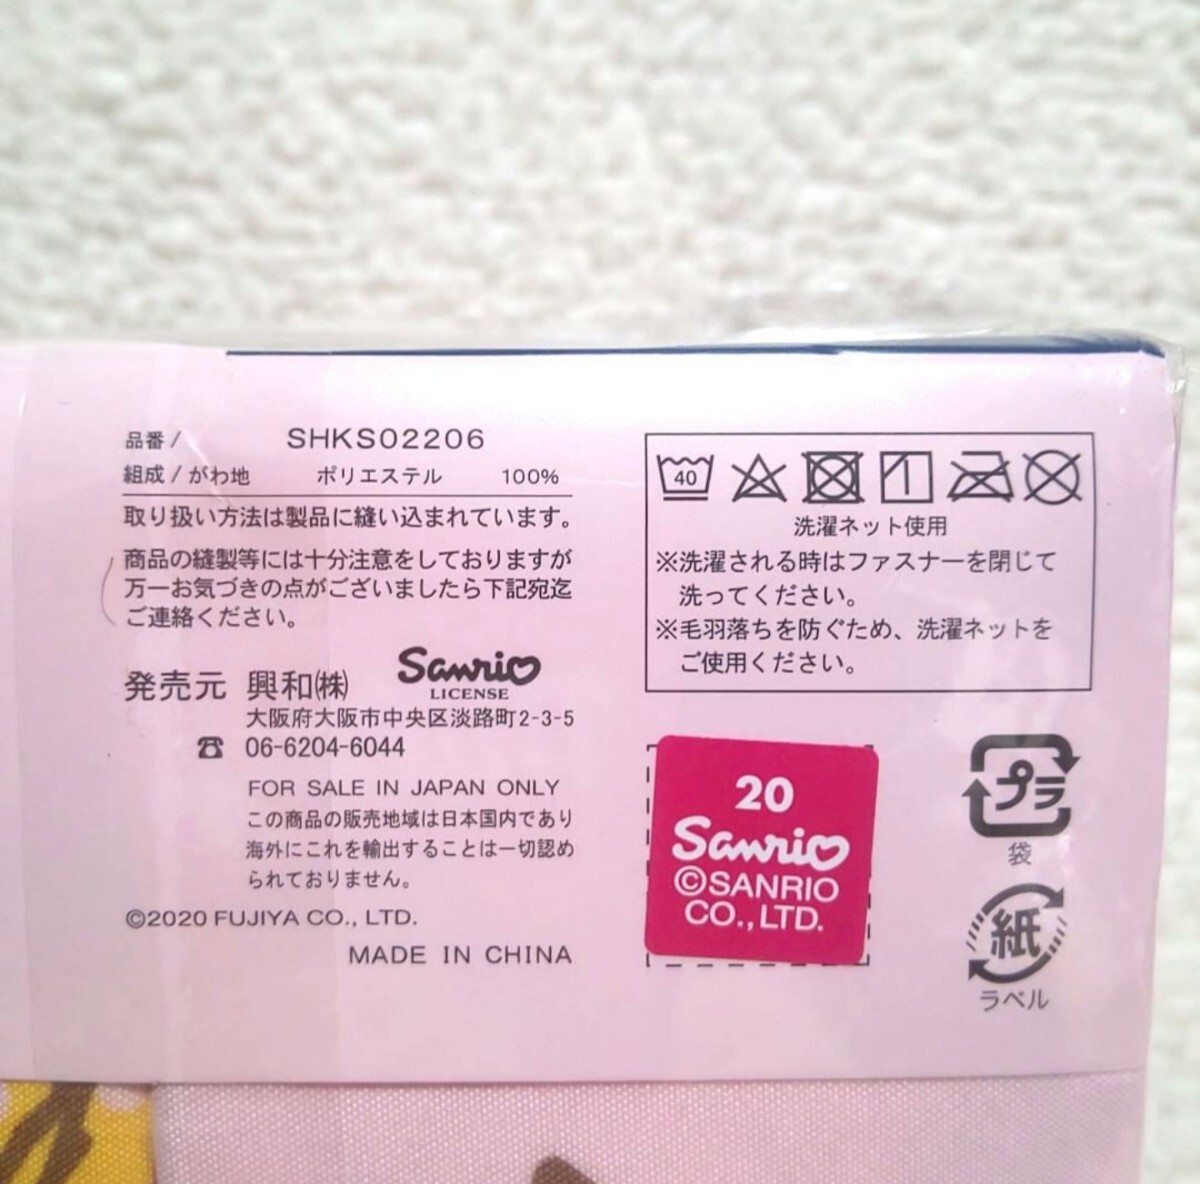 品番/ SHKS02206
組成/がわ地 ポリエステル 100%
取り扱い方法は製品に縫い込まれています。
商品の縫製等には十分注意をしておりますが
万一お気づきの点がございましたら下記宛迄
ご連絡ください。
発売元 興和㈱ Sanrio
LICENSE
大阪府大阪市中央区淡路町2-3-5
☎ 06-6204-6044
FOR SALE IN JAPAN ONLY
この商品の販売地域は日本国内であり
海外にこれを輸出することは一切認め
られておりません。
©2020 FUJIYA CO., LTD.
MADE IN CHINA
40
洗濯ネット使用
※洗濯される時はファスナーを閉じて
洗ってください。
※毛羽落ちを防ぐため、洗濯ネットを
ご使用ください。
20
Sanrio
©SANRIO
CO., LTD.
プラ
袋
紙
ラベル